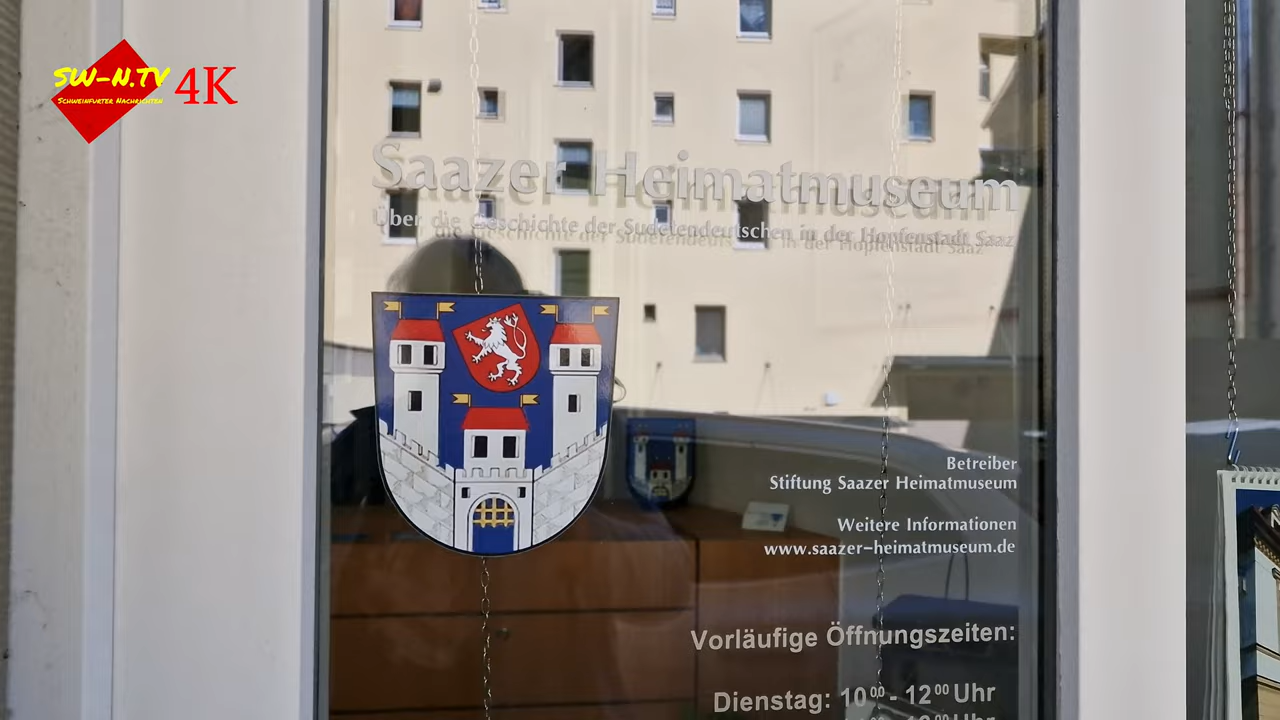 SW-N.TV
Schweinfurter Nachrichten
4K
Saazer Heimatmuseum
Über die Geschichte der Sudetendeutschen in der Hopfenstadt Saaz
Betreiber
Stiftung Saazer Heimatmuseum
Weitere Informationen
www.saazer-heimatmuseum.de
Vorläufige Öffnungszeiten:
Dienstag: 10⁰⁰ - 12⁰⁰ Uhr